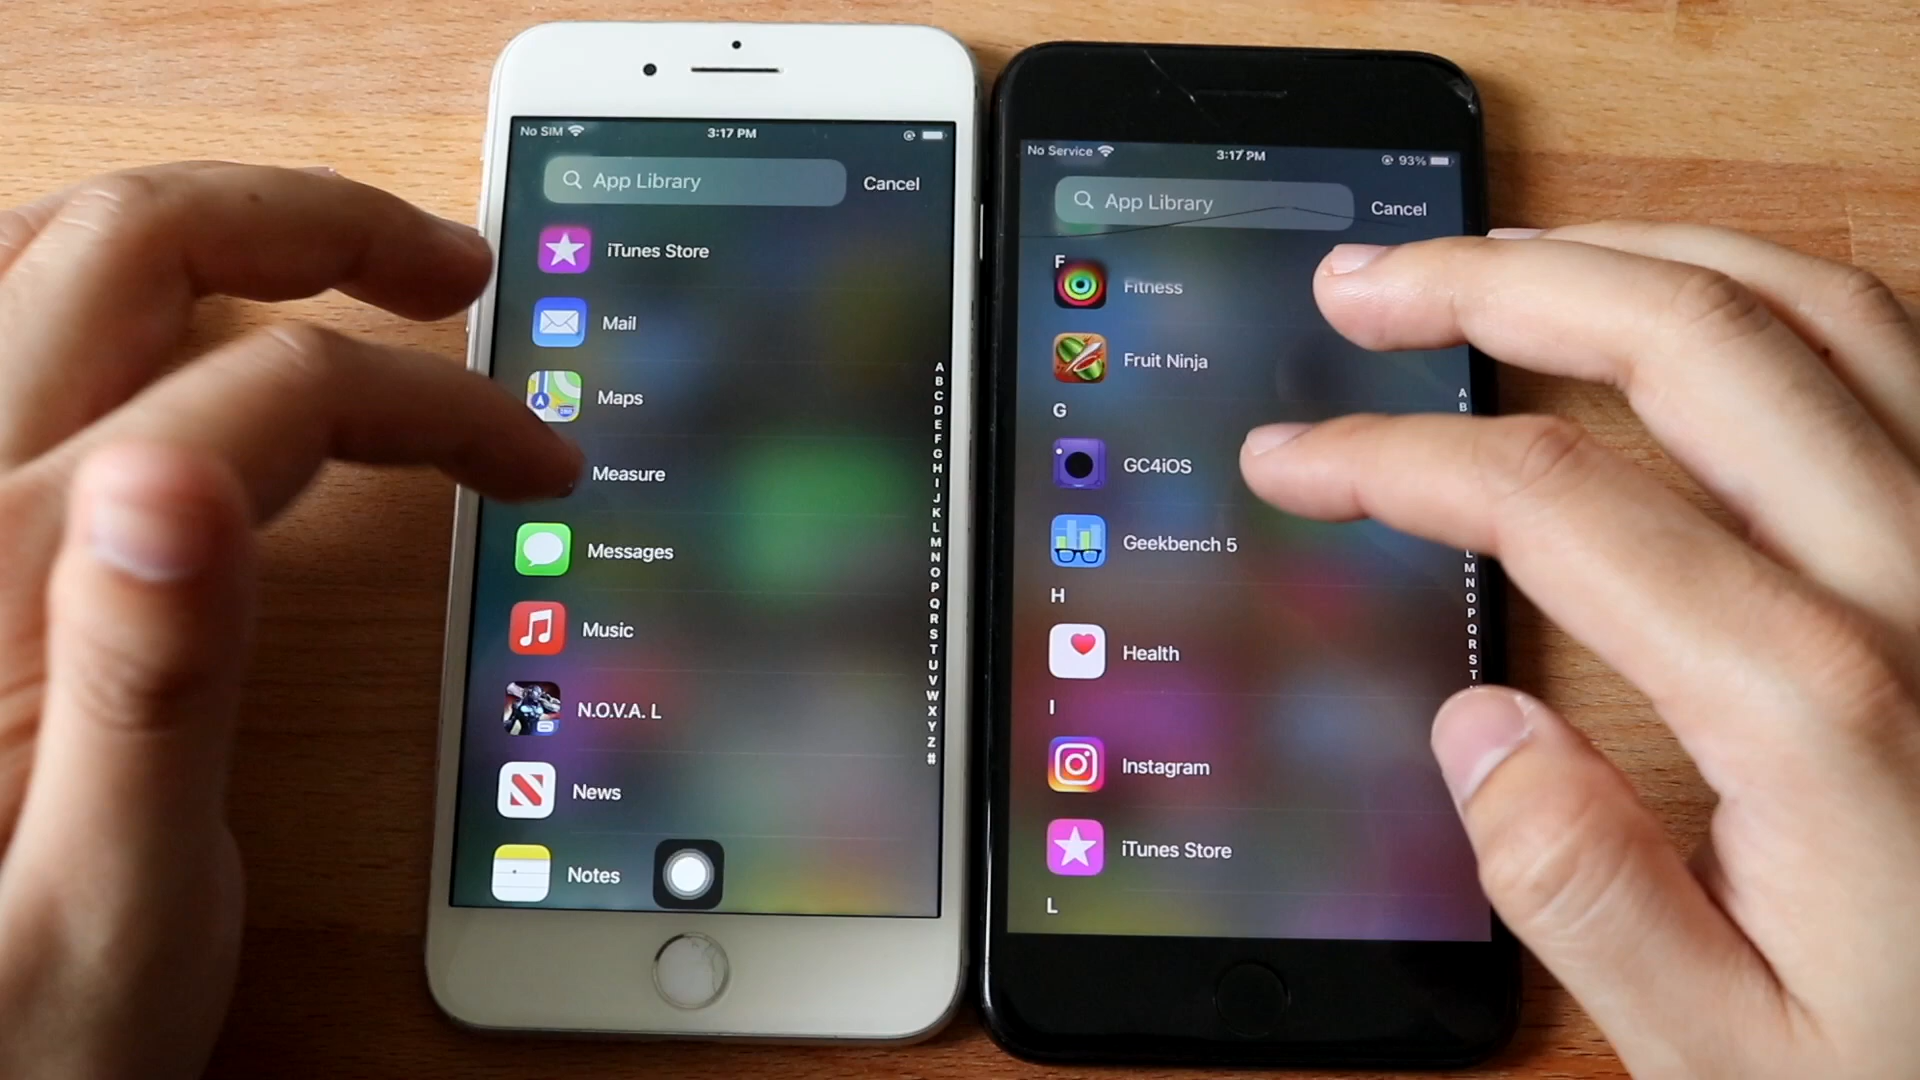 No SIM
3:17 PM
App Library
Cancel
iTunes Store
Mail
Maps
Measure
Messages
Music
N.O.V.A. L
News
Notes
A
B
C
D
E
F
G
H
I
J
K
L
M
N
O
P
Q
R
S
T
U
V
W
X
Y
Z
#
No Service
3:17 PM
93%
App Library
Cancel
F
Fitness
Fruit Ninja
G
GC4iOS
Geekbench 5
H
Health
I
Instagram
iTunes Store
L
A
B
L
M
N
O
P
Q
R
S
T